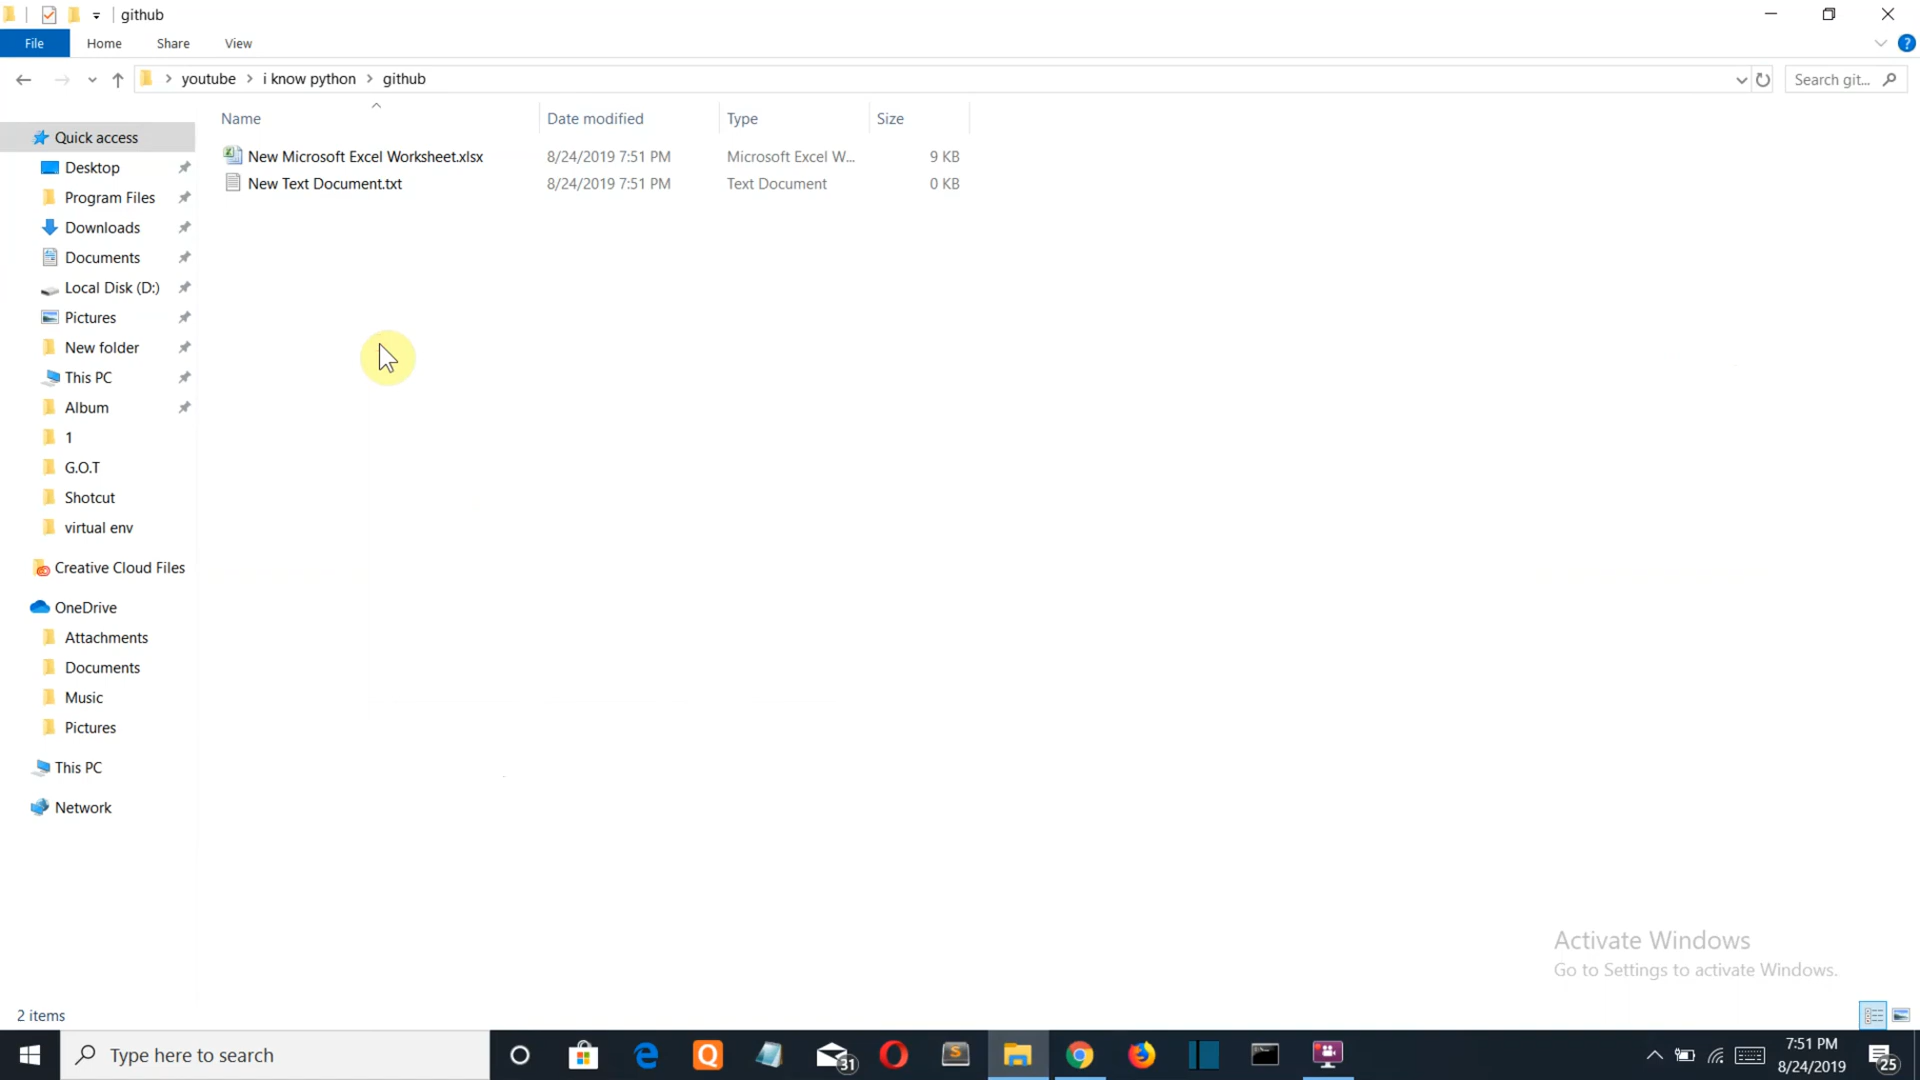 github
File Home Share View
youtube i know python github
Search git...
Name Date modified Type Size
New Microsoft Excel Worksheet.xlsx 8/24/2019 7:51 PM Microsoft Excel W... 9 KB
New Text Document.txt 8/24/2019 7:51 PM Text Document 0 KB
Quick access
Desktop
Program Files
Downloads
Documents
Local Disk (D:)
Pictures
New folder
This PC
Album
1
G.O.T
Shotcut
virtual env
Creative Cloud Files
OneDrive
Attachments
Documents
Music
Pictures
This PC
Network
Activate Windows
Go to Settings to activate Windows.
2 items
Type here to search
31
7:51 PM
8/24/2019
25